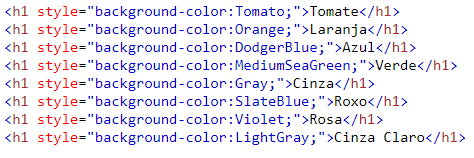 <h1 style="background-color:Tomato;">Tomate</h1>
<h1 style="background-color:Orange;">Laranja</h1>
<h1 style="background-color:DodgerBlue;">Azul</h1>
<h1 style="background-color:MediumSeaGreen;">Verde</h1>
<h1 style="background-color:Gray;">Cinza</h1>
<h1 style="background-color:SlateBlue;">Roxo</h1>
<h1 style="background-color:Violet;">Rosa</h1>
<h1 style="background-color:LightGray;">Cinza Claro</h1>